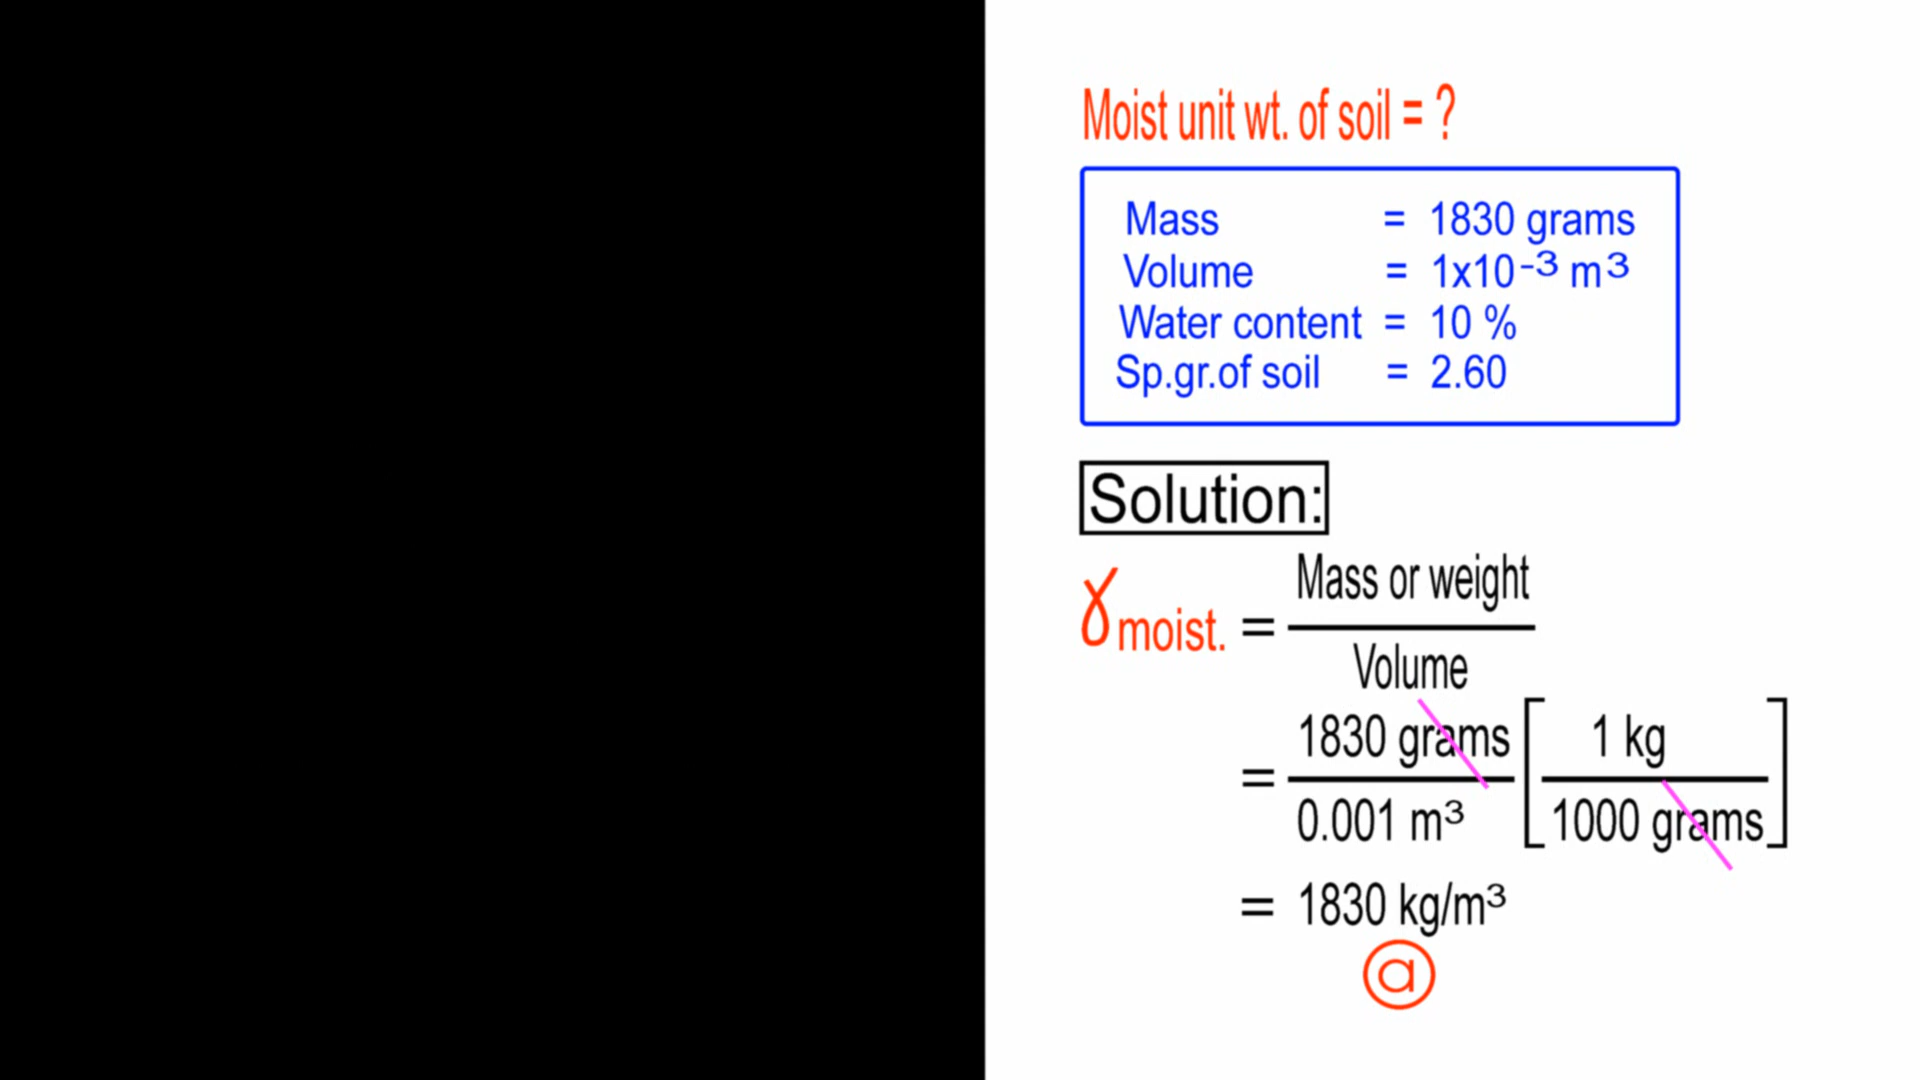 Moist unit wt. of soil = ?
Mass = 1830 grams
Volume = 1x10⁻³ m³
Water content = 10 %
Sp.gr.of soil = 2.60
Solution:
Ɣmoist. = Mass or weight
Volume
= 1830 grams [ 1 kg ]
0.001 m³ 1000 grams
= 1830 kg/m³
a